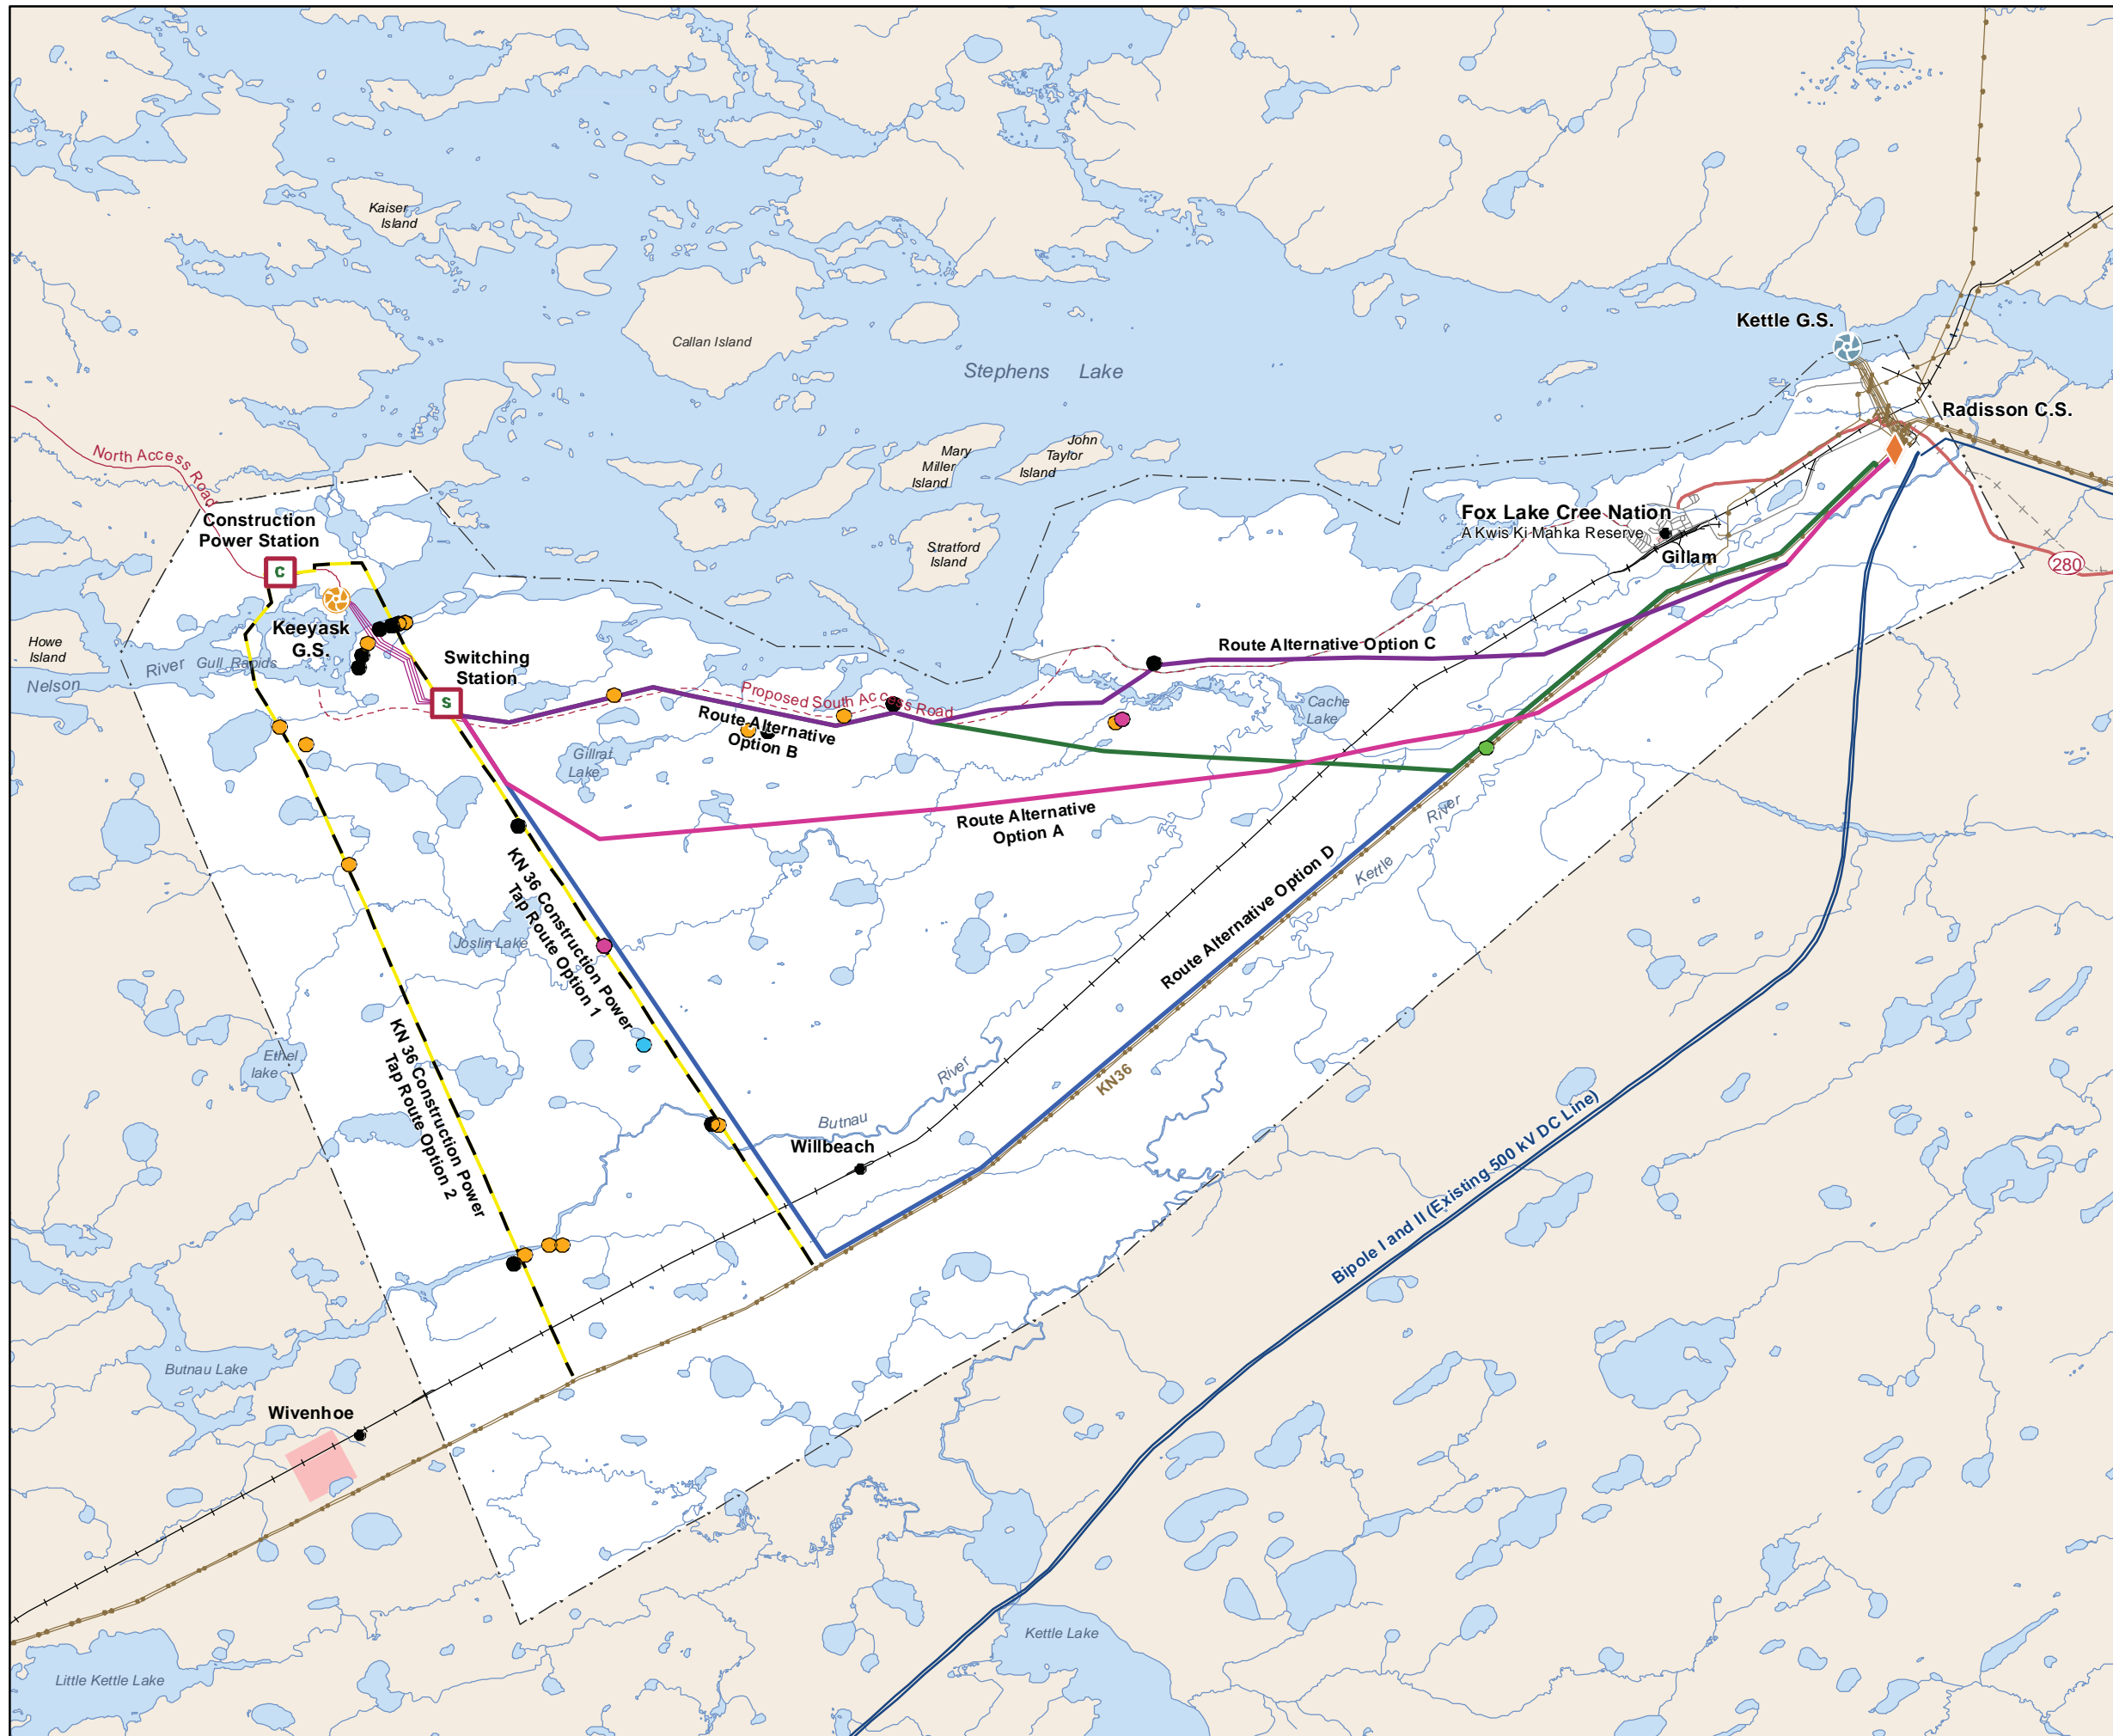 Kaiser
Island
Callan Island
Stephens Lake
Kettle G.S.
Radisson C.S.
North Access Road
Mary
Miller
Island
John
Taylor
Island
Stratford
Island
Construction
Power Station
C
Fox Lake Cree Nation
A Kwis Ki Mahka Reserve
Gillam
280
Howe
Island
Nelson
River
Gull Rapids
Keeyask
G.S.
Switching
Station
S
Route Alternative Option C
Proposed South Access Road
Route Alternative
Option B
Cache
Lake
Gillrat
Lake
Route Alternative
Option A
River
Kettle
Route Alternative Option D
KN 36 Construction Power
Tap Route Option 1
Joslin Lake
KN 36 Construction Power
Tap Route Option 2
Ethel
lake
River
Butnau
KN36
Willbeach
Bipole I and II (Existing 500 kV DC Line)
Butnau Lake
Wivenhoe
Kettle Lake
Little Kettle Lake